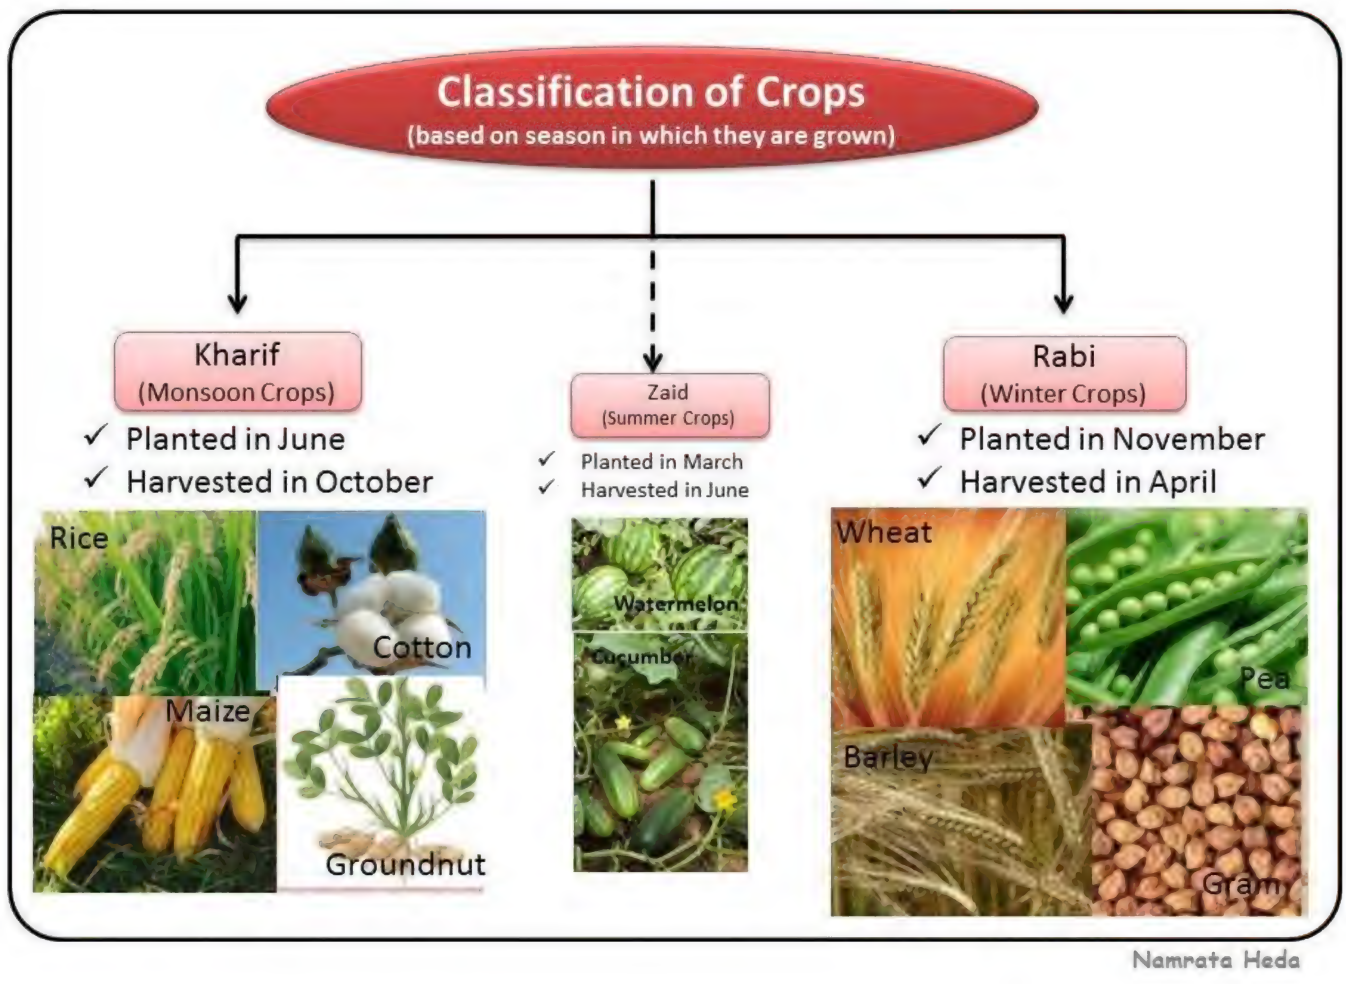 Classification of Crops
(based on season in which they are grown)
Kharif
(Monsoon Crops)
✓ Planted in June
✓ Harvested in October
Rice
Cotton
Maize
Groundnut
Zaid
(Summer Crops)
✓ Planted in March
✓ Harvested in June
Watermelon
Cucumber
Rabi
(Winter Crops)
✓ Planted in November
✓ Harvested in April
Wheat
Pea
Barley
Gram
Namrata Heda